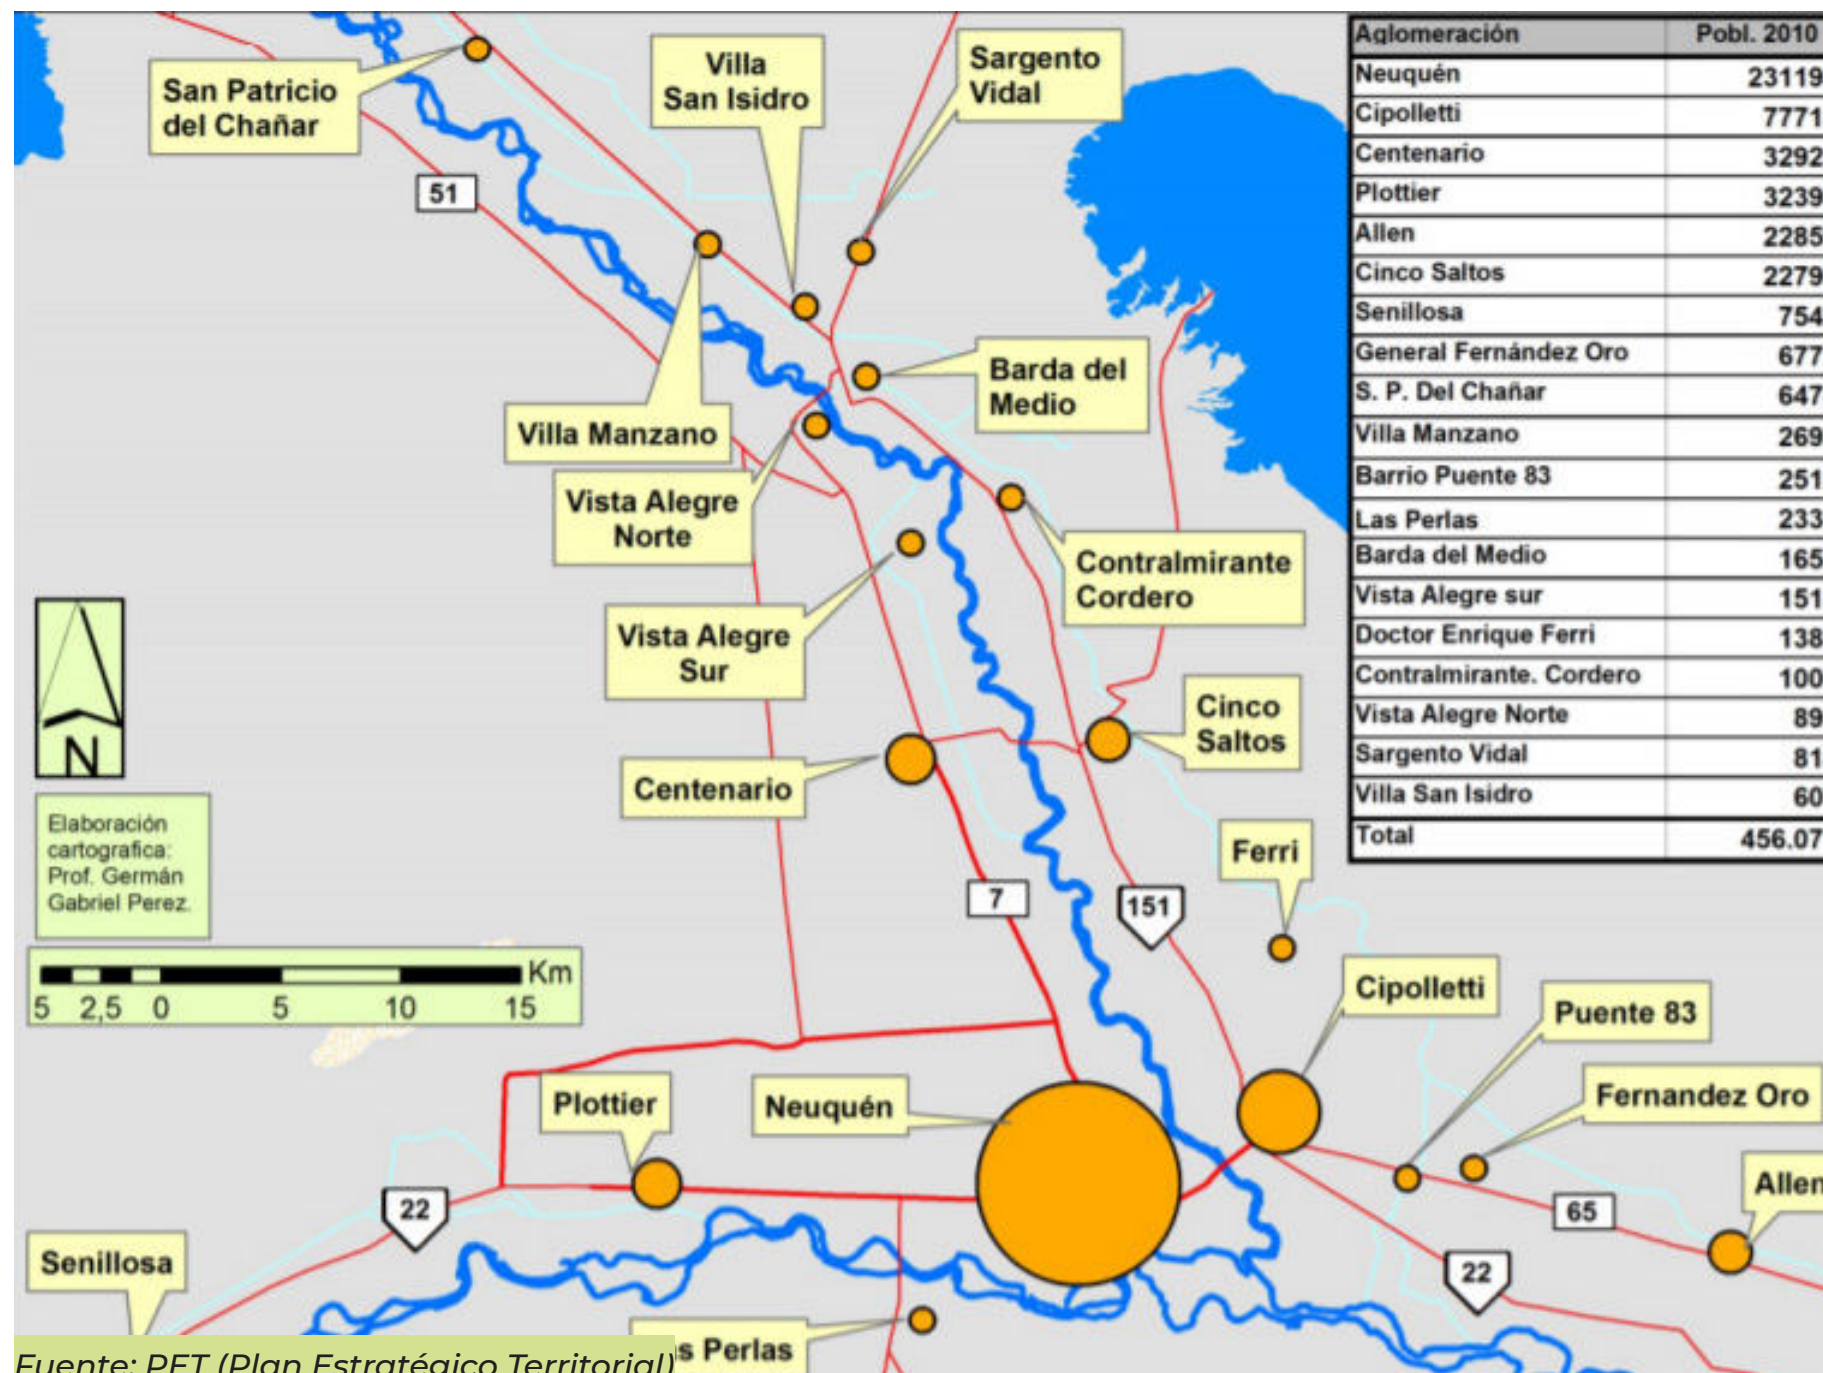 San Patricio
del Chañar
Villa
San Isidro
Sargento
Vidal
51
Barda del
Medio
Villa Manzano
Vista Alegre
Norte
Contralmirante
Cordero
Vista Alegre
Sur
Cinco
Saltos
Centenario
Ferri
7
151
Cipolletti
Puente 83
Fernandez Oro
Plottier
Neuquén
Allen
22
65
22
Senillosa
as Perlas
N
Elaboración
cartografica:
Prof. Germán
Gabriel Perez.
Km
5 2,5 0 5 10 15
Aglomeración Pobl. 2010
Neuquén 23119
Cipolletti 7771
Centenario 3292
Plottier 3239
Allen 2285
Cinco Saltos 2279
Senillosa 754
General Fernández Oro 677
S. P. Del Chañar 647
Villa Manzano 269
Barrio Puente 83 251
Las Perlas 233
Barda del Medio 165
Vista Alegre sur 151
Doctor Enrique Ferri 138
Contralmirante. Cordero 100
Vista Alegre Norte 89
Sargento Vidal 81
Villa San Isidro 60
Total 456.07
Fuente: PET (Plan Estratégico Territorial)